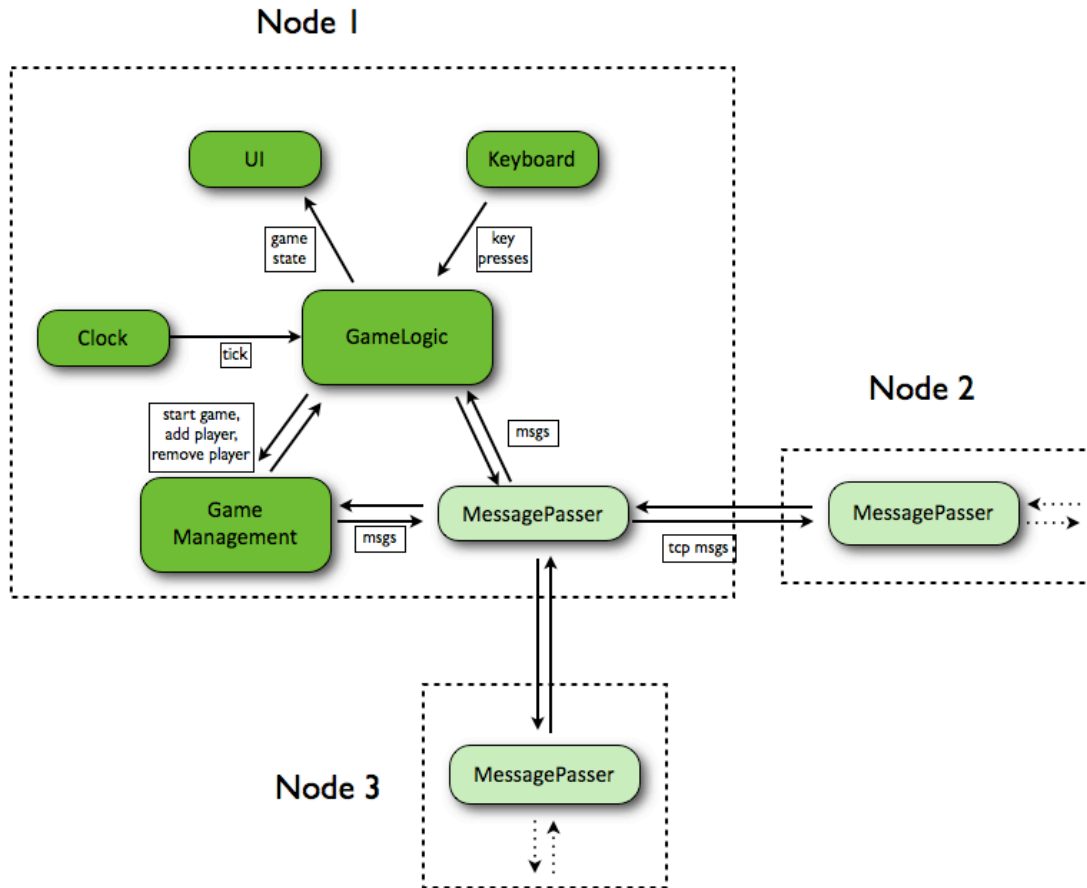 Node 1
UI
Keyboard
game
state
key
presses
Clock
tick
GameLogic
start game,
add player,
remove player
msgs
Node 2
Game
Management
msgs
MessagePasser
tcp msgs
MessagePasser
Node 3
MessagePasser